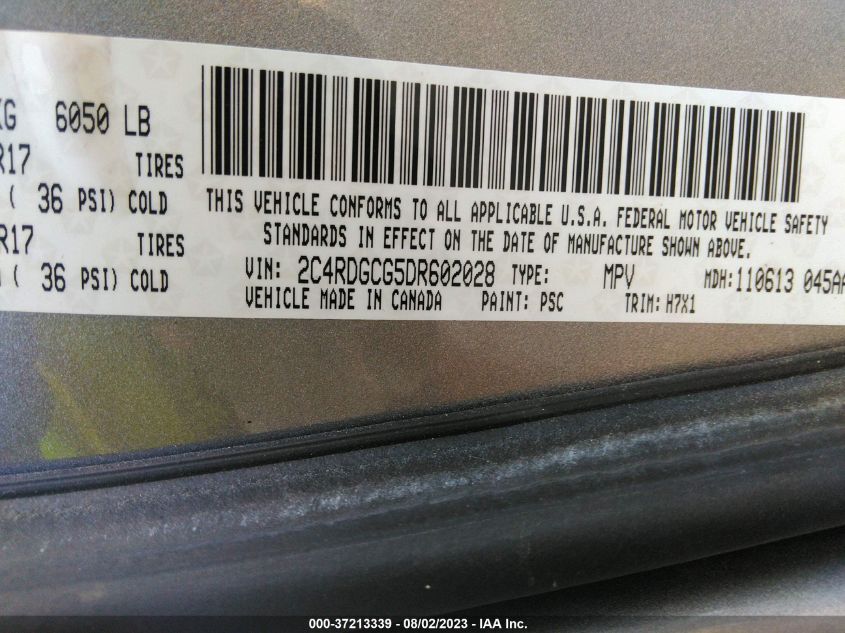 KG 6050 LB
R17 TIRES
( 36 PSI) COLD
R17 TIRES
( 36 PSI) COLD
THIS VEHICLE CONFORMS TO ALL APPLICABLE U.S.A. FEDERAL MOTOR VEHICLE SAFETY
STANDARDS IN EFFECT ON THE DATE OF MANUFACTURE SHOWN ABOVE.
VIN: 2C4RDGCG5DR602028 TYPE: MPV MDH:110613 045AA
VEHICLE MADE IN CANADA PAINT: PSC TRIM: H7X1
000-37213339 - 08/02/2023 - IAA Inc.